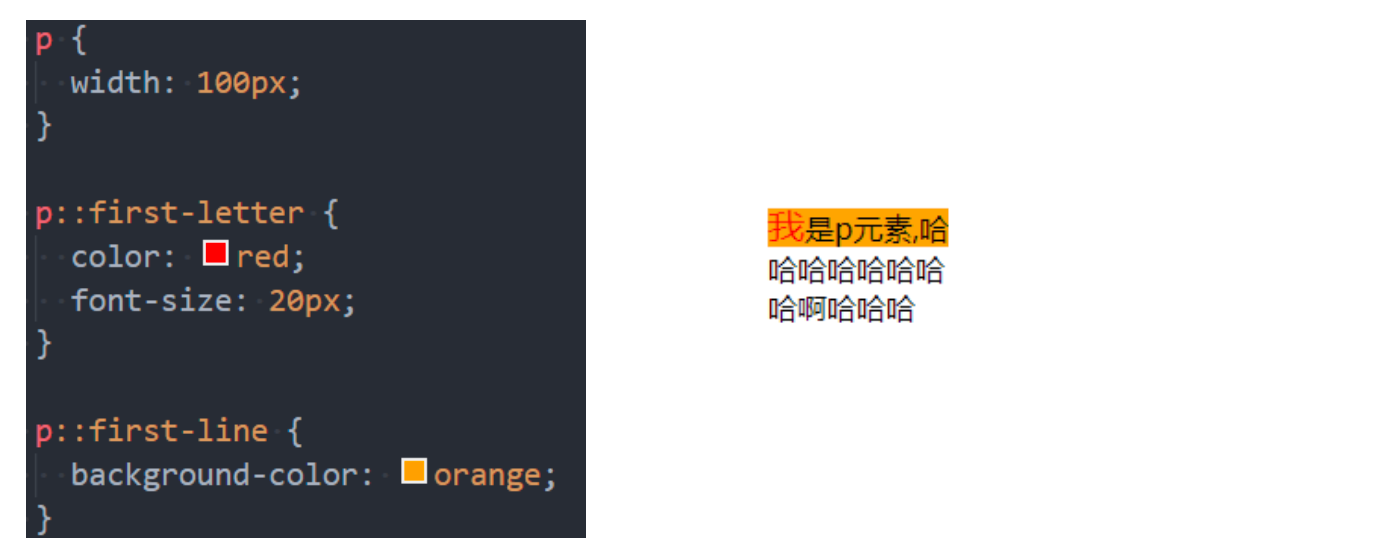 p {
  width: 100px;
}
p::first-letter {
  color: red;
  font-size: 20px;
}
p::first-line {
  background-color: orange;
}
我是p元素,哈
哈哈哈哈哈哈
哈啊哈哈哈